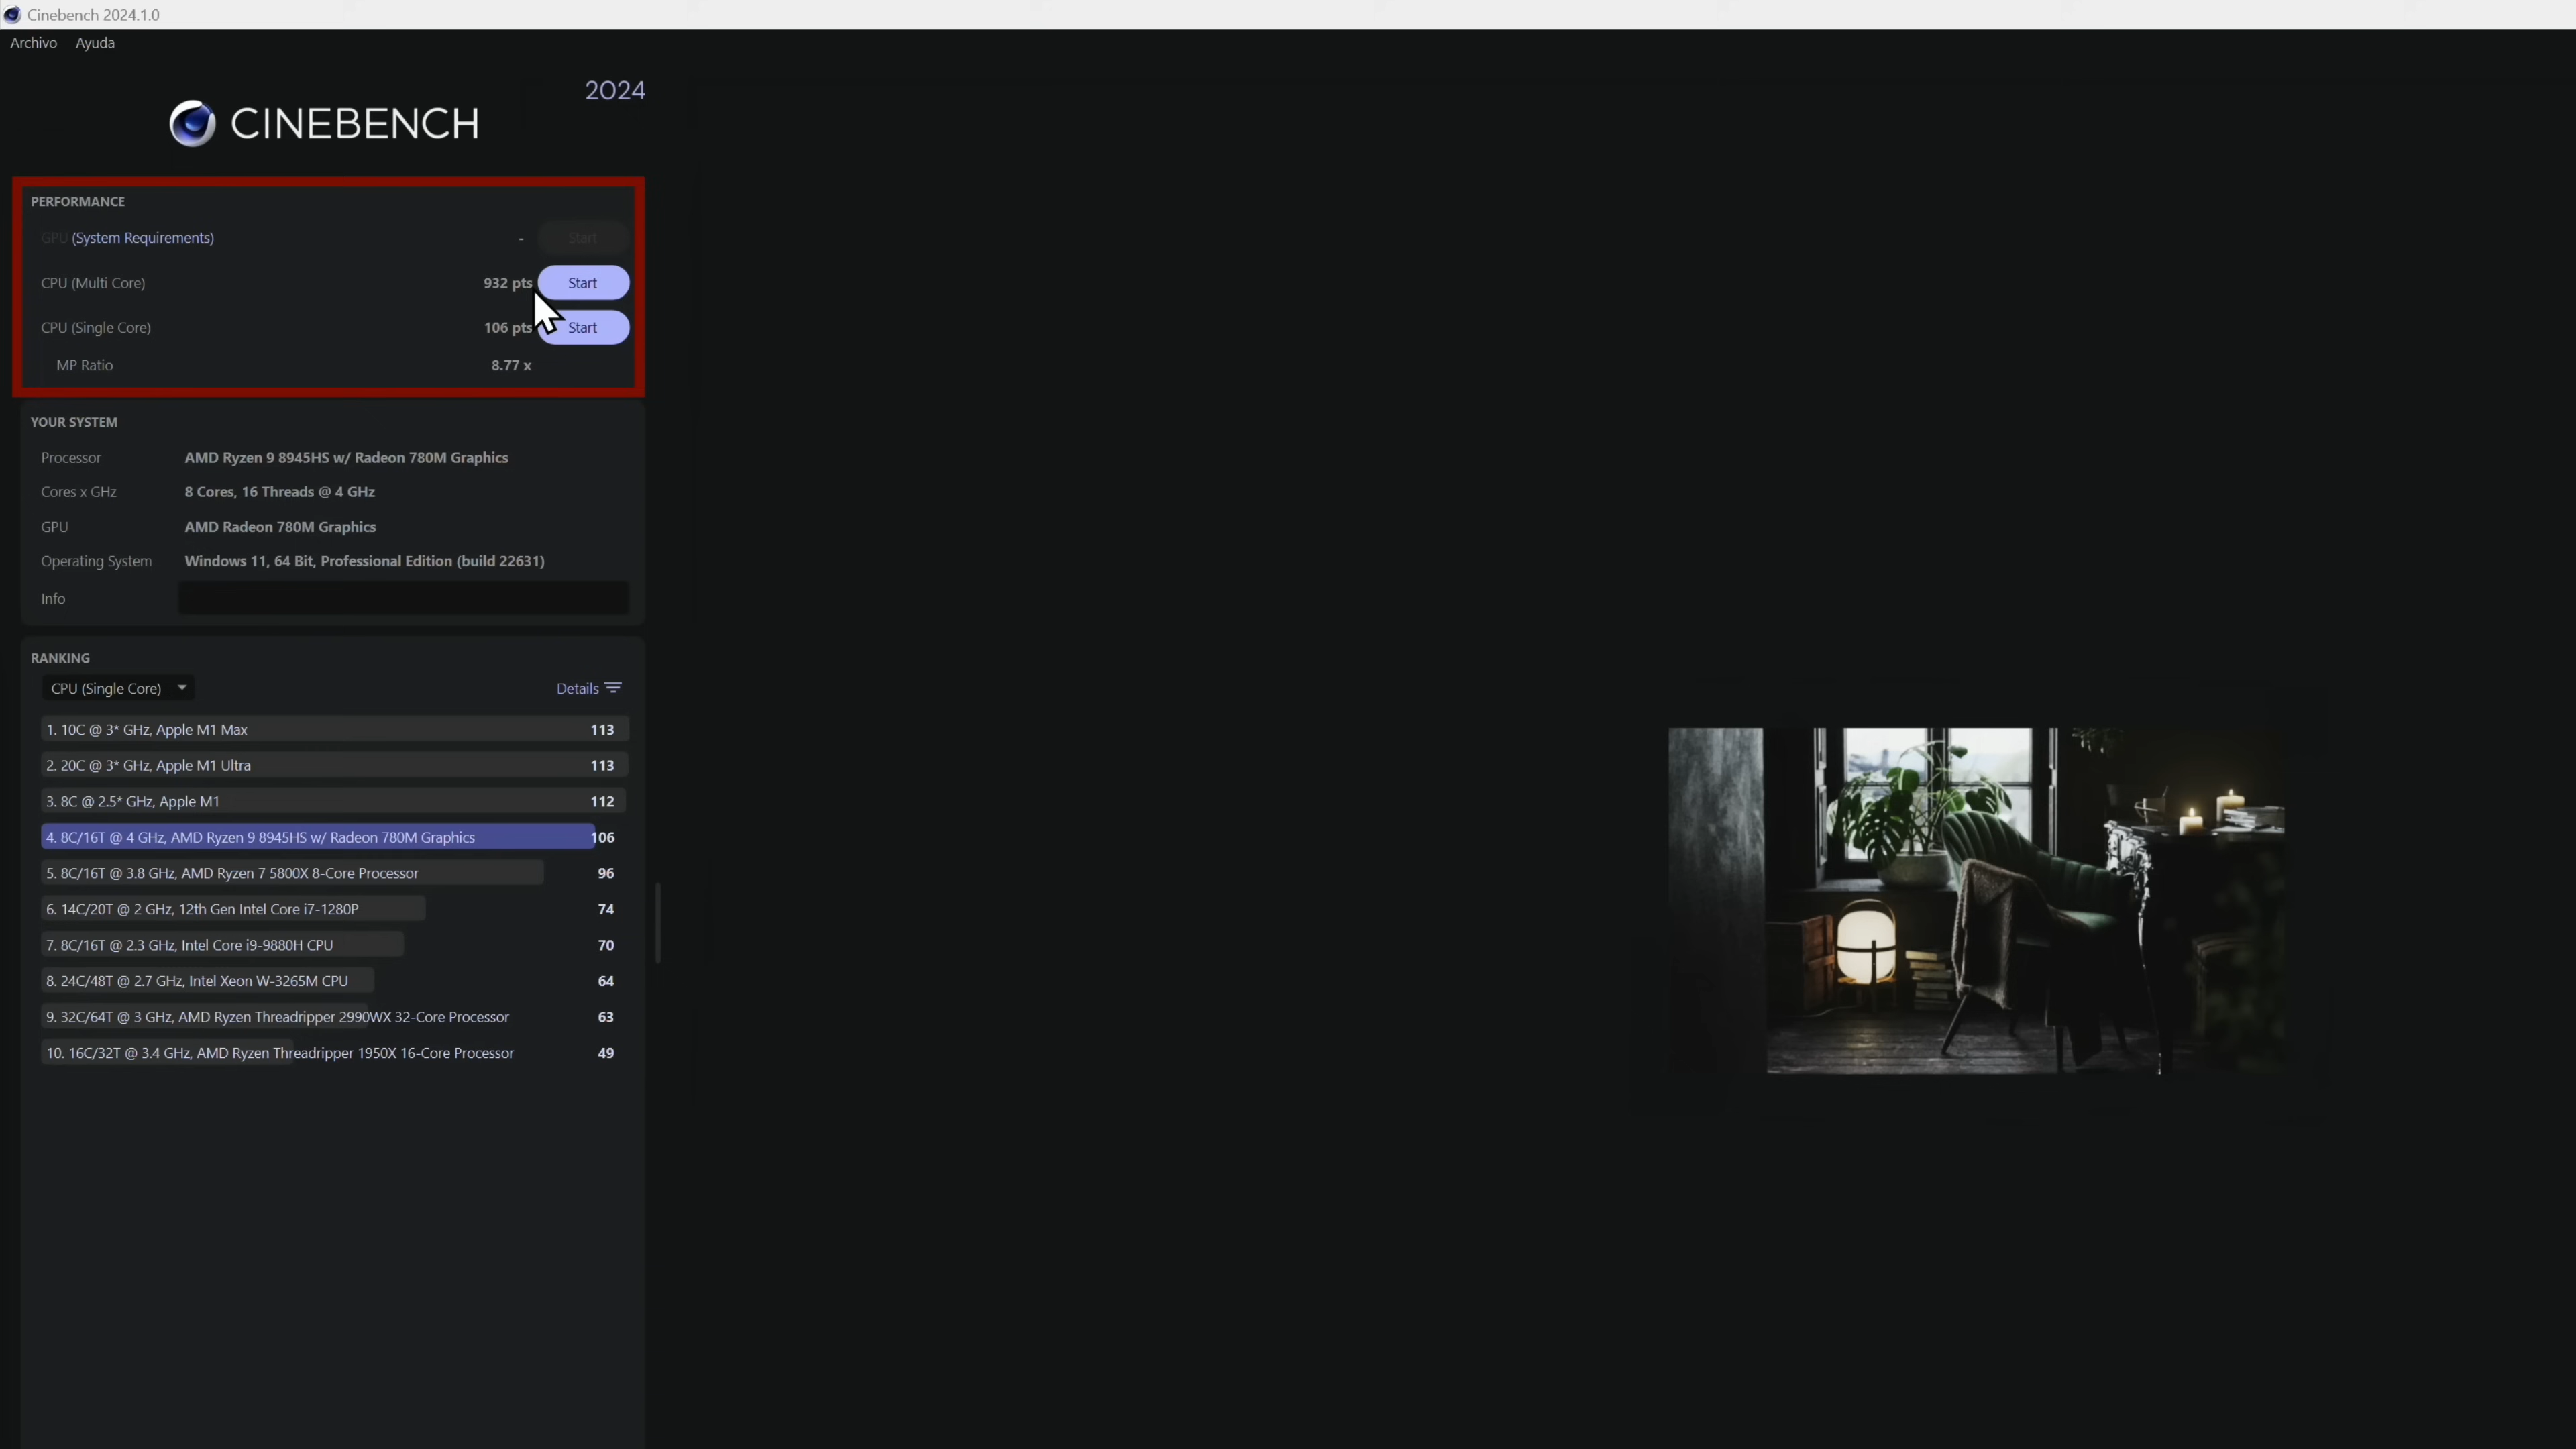 Cinebench 2024.1.0
Archivo Ayuda
2024
CINEBENCH
PERFORMANCE
GPU (System Requirements) - Start
CPU (Multi Core) 932 pts Start
CPU (Single Core) 106 pts Start
MP Ratio 8.77 x
YOUR SYSTEM
Processor AMD Ryzen 9 8945HS w/ Radeon 780M Graphics
Cores x GHz 8 Cores, 16 Threads @ 4 GHz
GPU AMD Radeon 780M Graphics
Operating System Windows 11, 64 Bit, Professional Edition (build 22631)
Info
RANKING
CPU (Single Core) Details
1. 10C @ 3* GHz, Apple M1 Max 113
2. 20C @ 3* GHz, Apple M1 Ultra 113
3. 8C @ 2.5* GHz, Apple M1 112
4. 8C/16T @ 4 GHz, AMD Ryzen 9 8945HS w/ Radeon 780M Graphics 106
5. 8C/16T @ 3.8 GHz, AMD Ryzen 7 5800X 8-Core Processor 96
6. 14C/20T @ 2 GHz, 12th Gen Intel Core i7-1280P 74
7. 8C/16T @ 2.3 GHz, Intel Core i9-9880H CPU 70
8. 24C/48T @ 2.7 GHz, Intel Xeon W-3265M CPU 64
9. 32C/64T @ 3 GHz, AMD Ryzen Threadripper 2990WX 32-Core Processor 63
10. 16C/32T @ 3.4 GHz, AMD Ryzen Threadripper 1950X 16-Core Processor 49